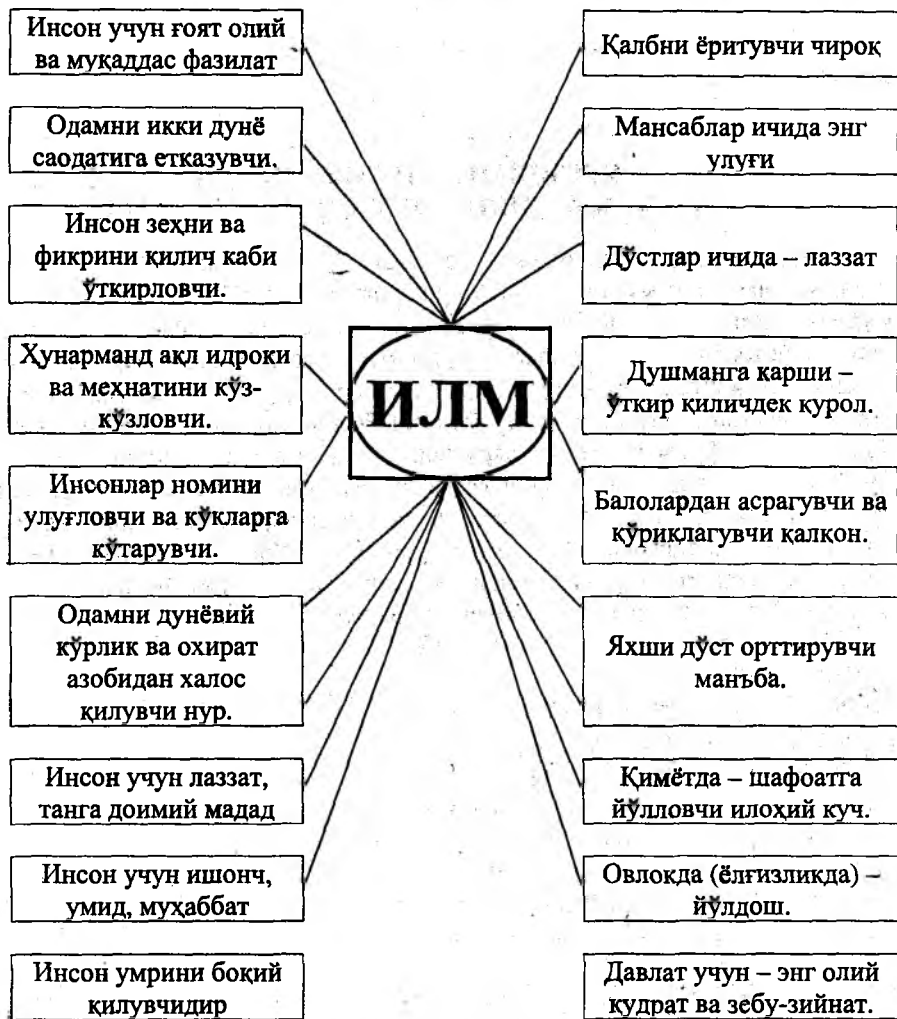 Инсон учун ғоят олий
ва муқаддас фазилат
Одамни икки дунё
саодатига етказувчи.
Инсон зеҳни ва
фикрини қилич каби
ўткирловчи.
Ҳунарманд ақл идроки
ва меҳнатини кўз-
кўзловчи.
Инсонлар номини
улуғловчи ва кўкларга
кўтарувчи.
Одамни дунёвий
кўрлик ва охират
азобидан халос
қилувчи нур.
Инсон учун лаззат,
танга доимий мадад
Инсон учун ишонч,
умид, муҳаббат
Инсон умрини боқий
қилувчидир
ИЛМ
Қалбни ёритувчи чироқ
Мансаблар ичида энг
улуғи
Дўстлар ичида – лаззат
Душманга карши –
ўткир қиличдек қурол.
Балолардан асрагувчи ва
қўриқлагувчи қалқон.
Яхши дўст орттирувчи
манъба.
Қимётда – шафоатга
йўлловчи илоҳий куч.
Овлокда (ёлғизликда) –
йўлдош.
Давлат учун – энг олий
қудрат ва зебу-зийнат.